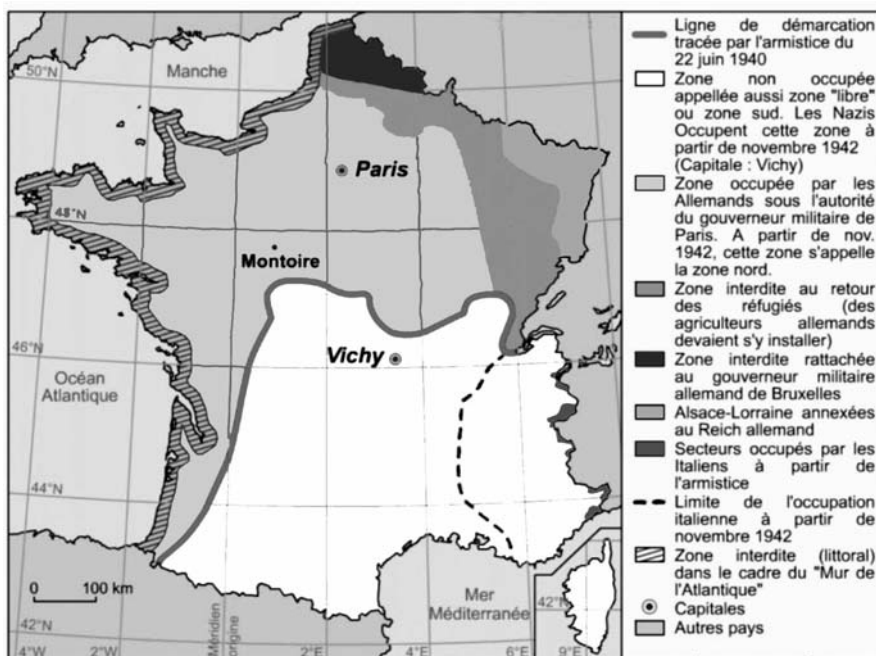 50°N
Manche
Paris
48°N
Montoire
Vichy
46°N
Océan
Atlantique
44°N
0 100 km
Mer
Méditerranée
42°N
42°N
Méridien
origine
4°W 2°W 2°E 4°E 6°E 9°E
Ligne de démarcation
tracée par l'armistice du
22 juin 1940
Zone non occupée
appellée aussi zone "libre"
ou zone sud. Les Nazis
Occupent cette zone à
partir de novembre 1942
(Capitale : Vichy)
Zone occupée par les
Allemands sous l'autorité
du gouverneur militaire de
Paris. A partir de nov.
1942, cette zone s'appelle
la zone nord.
Zone interdite au retour
des réfugiés (des
agriculteurs allemands
devaient s'y installer)
Zone interdite rattachée
au gouverneur militaire
allemand de Bruxelles
Alsace-Lorraine annexées
au Reich allemand
Secteurs occupés par les
Italiens à partir de
l'armistice
Limite de l'occupation
italienne à partir de
novembre 1942
Zone interdite (littoral)
dans le cadre du "Mur de
l'Atlantique"
Capitales
Autres pays